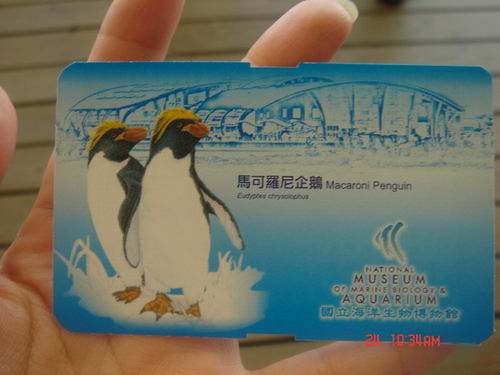 馬可羅尼企鵝 Macaroni Penguin
Eudyptes chrysolophus
NATIONAL
MUSEUM
OF MARINE BIOLOGY &
AQUARIUM
國立海洋生物博物館
24 10:34AM